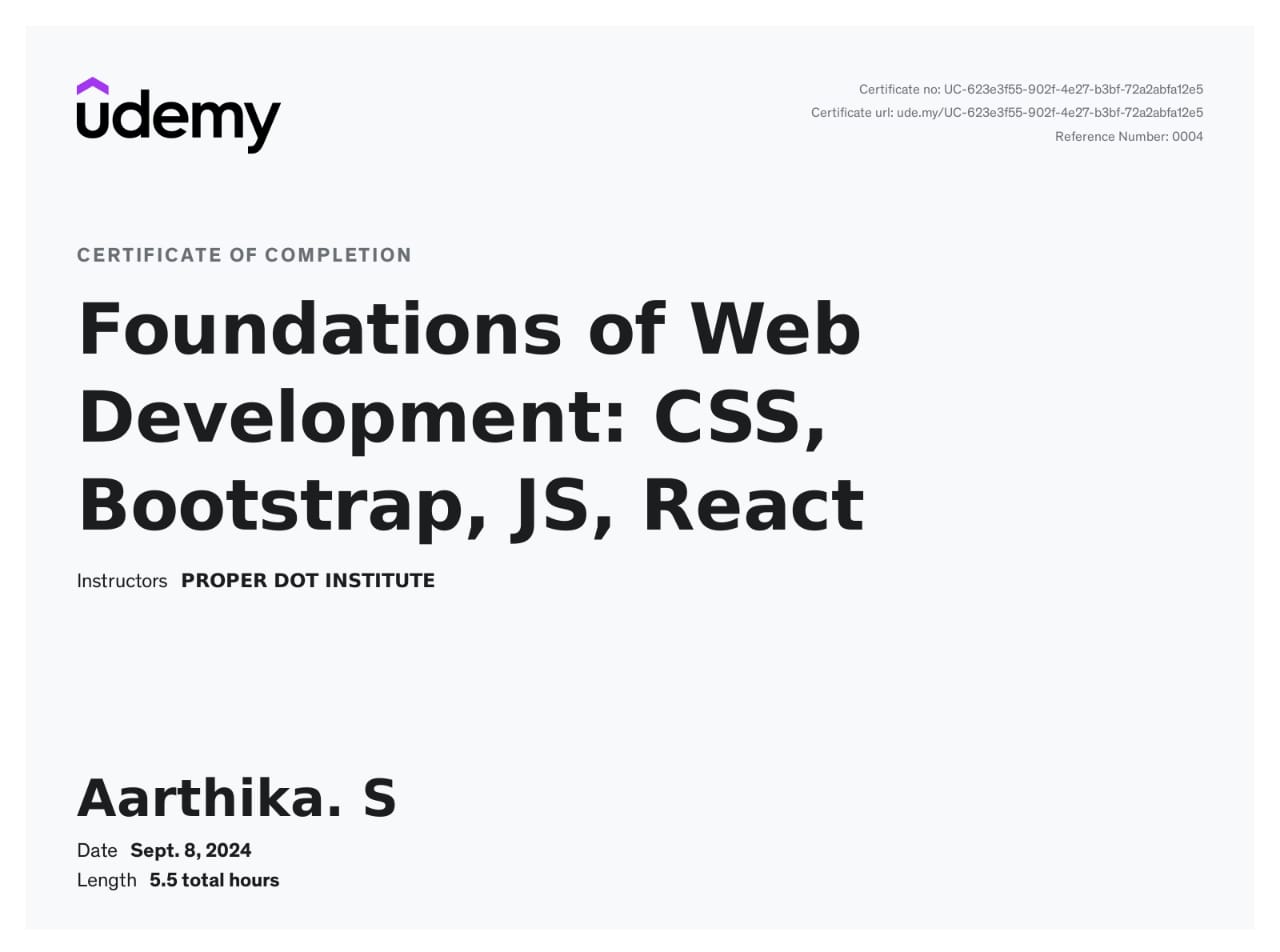 udemy
Certificate no: UC-623e3f55-902f-4e27-b3bf-72a2abfa12e5
Certificate url: ude.my/UC-623e3f55-902f-4e27-b3bf-72a2abfa12e5
Reference Number: 0004
CERTIFICATE OF COMPLETION
Foundations of Web
Development: CSS,
Bootstrap, JS, React
Instructors PROPER DOT INSTITUTE
Aarthika. S
Date Sept. 8, 2024
Length 5.5 total hours